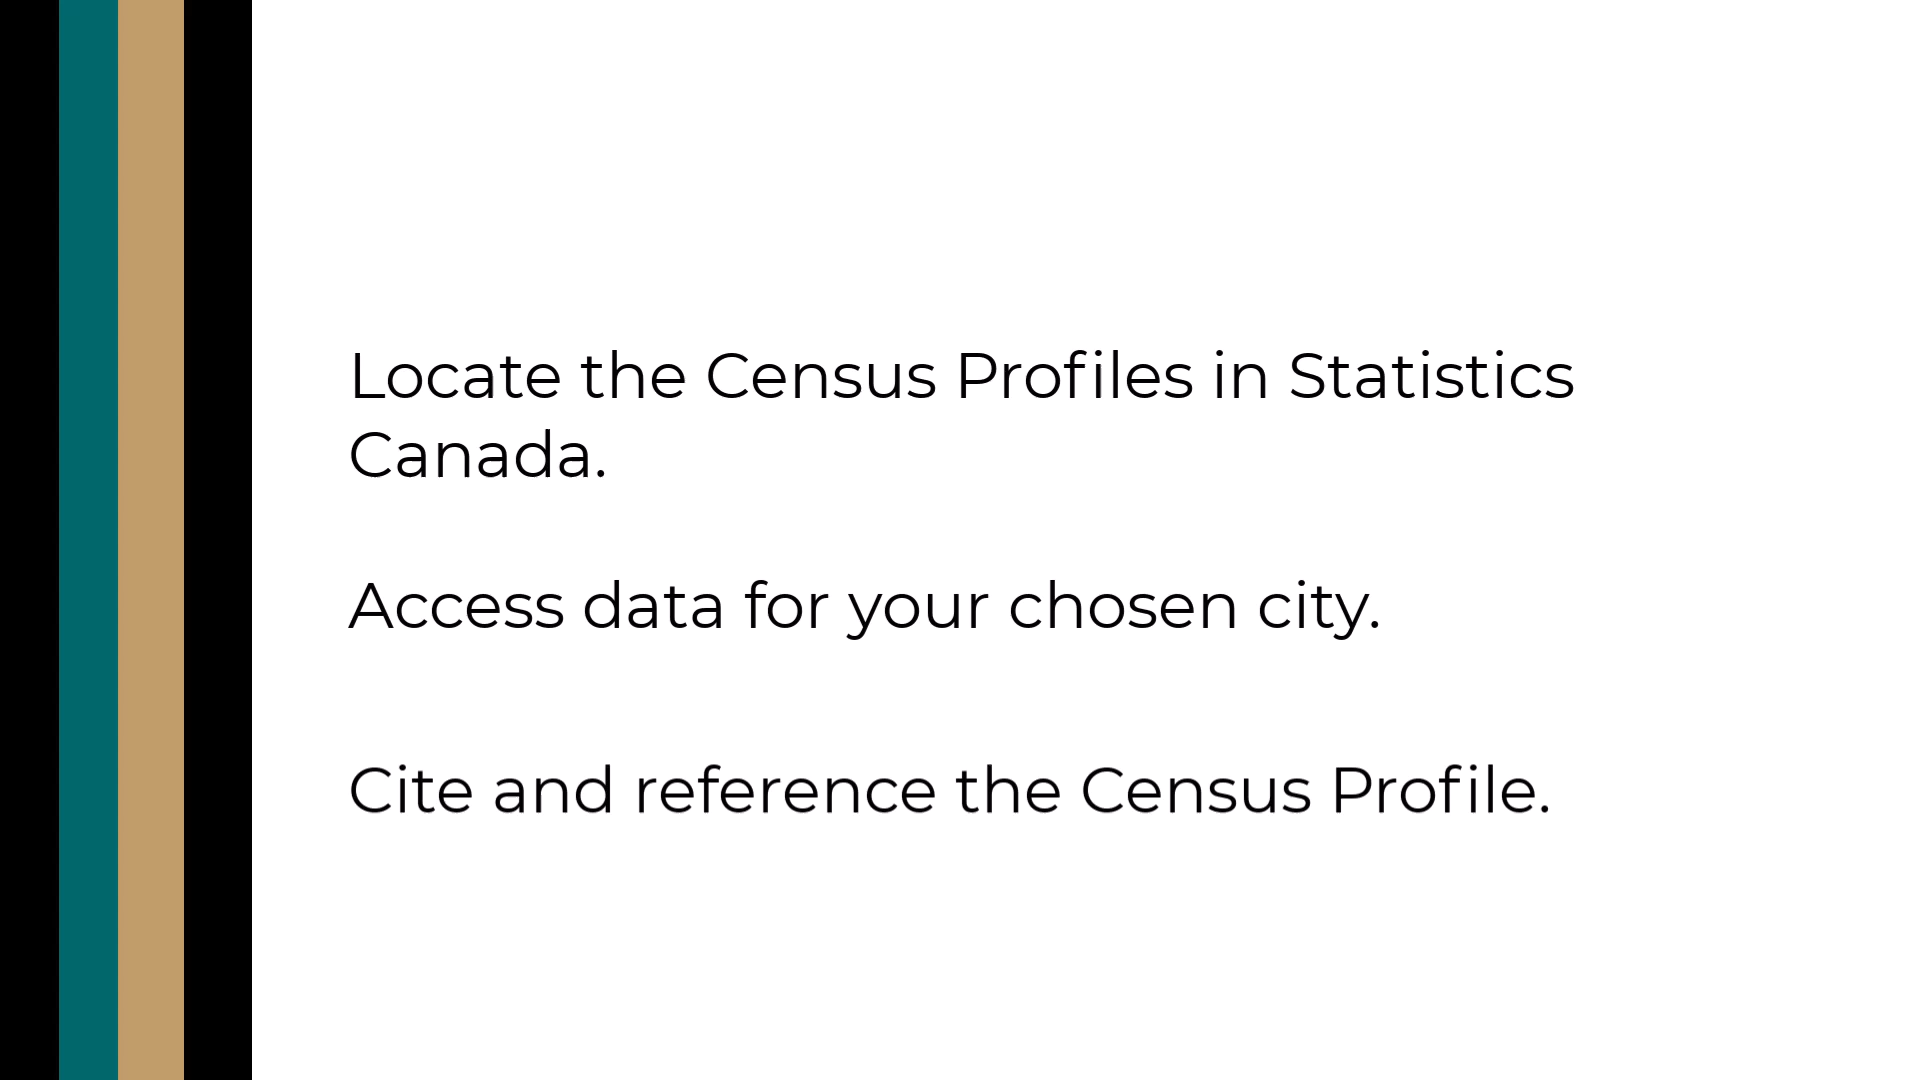 Locate the Census Profiles in Statistics
Canada.
Access data for your chosen city.
Cite and reference the Census Profile.